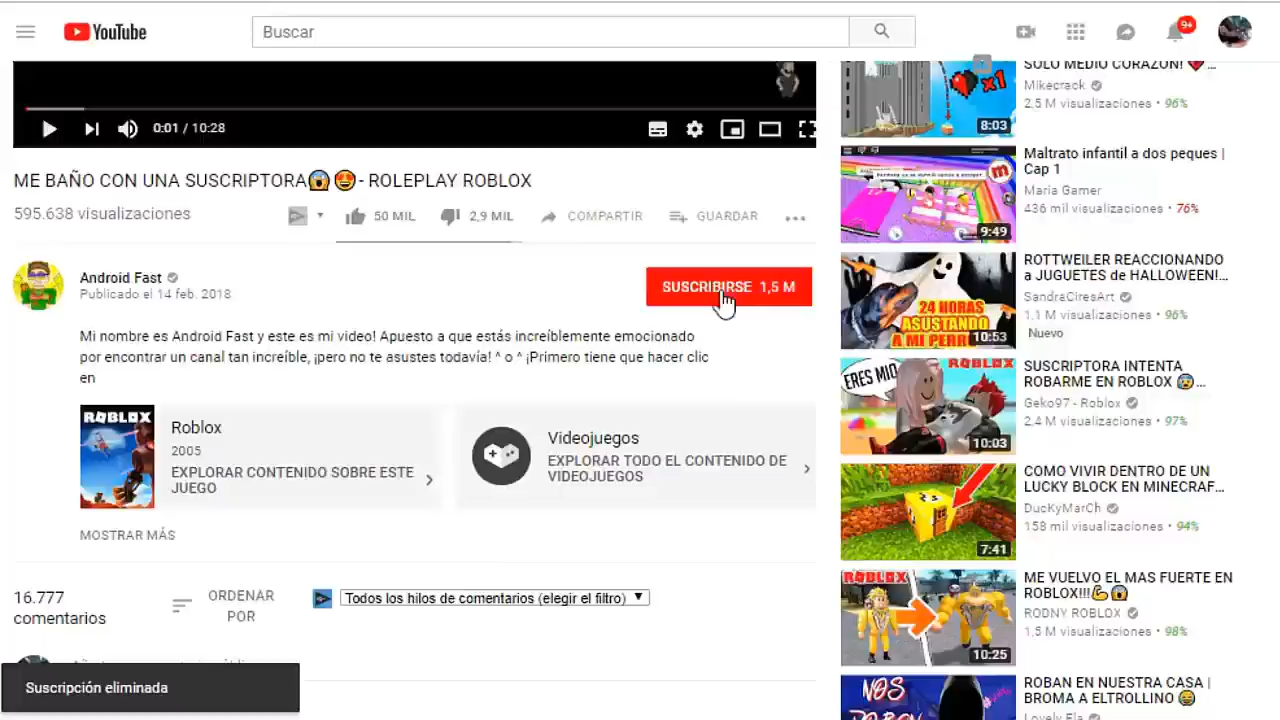 YouTube
Buscar
9+
0:01 / 10:28
ME BAÑO CON UNA SUSCRIPTORA😱 😍- ROLEPLAY ROBLOX
595.638 visualizaciones
50 MIL
2,9 MIL
COMPARTIR
GUARDAR
Android Fast
Publicado el 14 feb. 2018
SUSCRIBIRSE 1,5 M
Mi nombre es Android Fast y este es mi video! Apuesto a que estás increíblemente emocionado
por encontrar un canal tan increíble, ¡pero no te asustes todavía! ^ o ^ ¡Primero tiene que hacer clic
en
ROBLOX
Roblox
2005
EXPLORAR CONTENIDO SOBRE ESTE
JUEGO
Videojuegos
EXPLORAR TODO EL CONTENIDO DE
VIDEOJUEGOS
MOSTRAR MÁS
16.777
comentarios
ORDENAR
POR
Todos los hilos de comentarios (elegir el filtro)
Suscripción eliminada
x1
8:03
SOLO MEDIO CORAZON! ...
Mikecrack
2,5 M visualizaciones • 96%
9:49
Maltrato infantil a dos peques |
Cap 1
Maria Gamer
436 mil visualizaciones • 76%
24 HORAS
ASUSTANDO
A MI PERR
10:53
ROTTWEILER REACCIONANDO
a JUGUETES de HALLOWEEN!...
SandraCiresArt
1,1 M visualizaciones • 96%
Nuevo
ERES MIO
ROBLOX
10:03
SUSCRIPTORA INTENTA
ROBARME EN ROBLOX 😰...
Geko97 - Roblox
2,4 M visualizaciones • 97%
7:41
COMO VIVIR DENTRO DE UN
LUCKY BLOCK EN MINECRAF...
DucKyMarCh
158 mil visualizaciones • 94%
ROBLOX
10:25
ME VUELVO EL MAS FUERTE EN
ROBLOX!!!💪😱
RODNY ROBLOX
1,5 M visualizaciones • 98%
NOS
ROBAN EN NUESTRA CASA |
BROMA A ELTROLLINO 😂
Lovely Ela